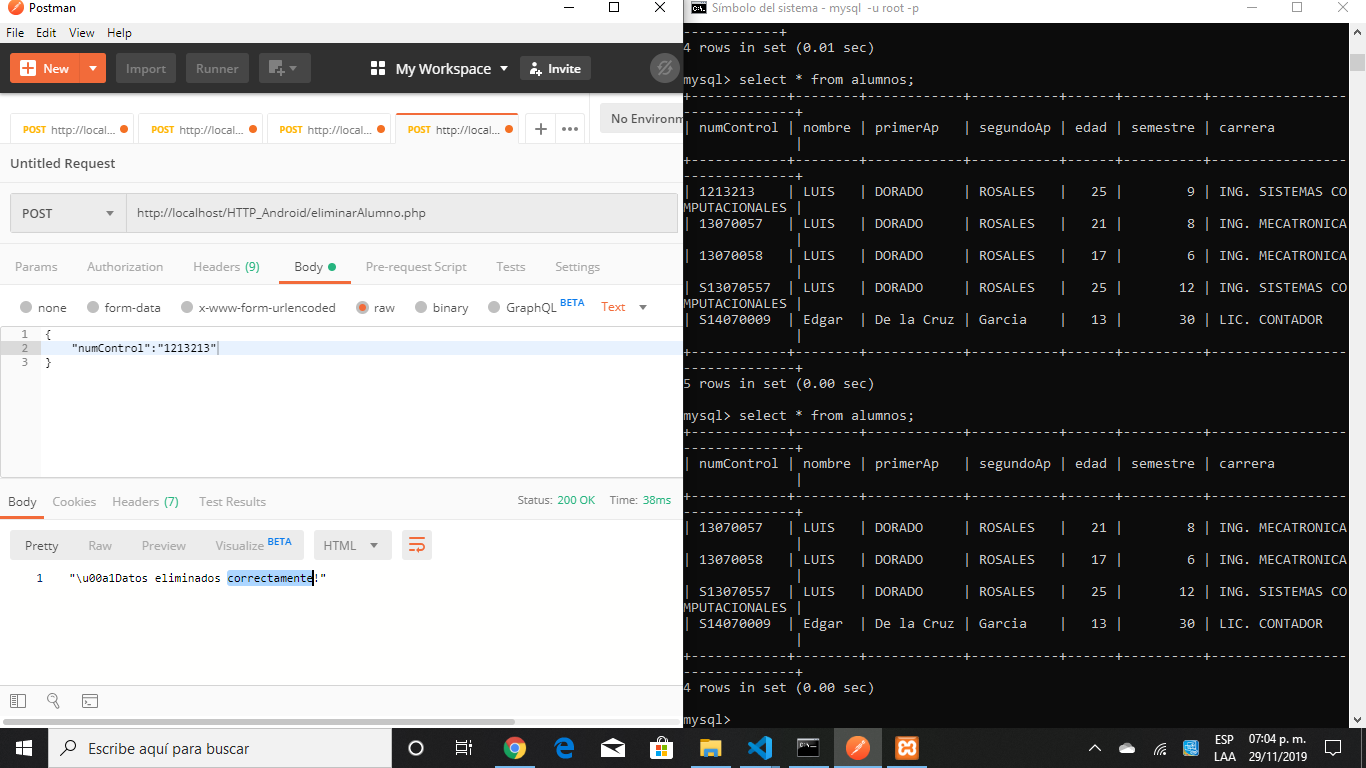 Postman
File Edit View Help
New Import Runner My Workspace Invite
POST http://local... POST http://local... POST http://local... POST http://local... + ••• No Environm
Untitled Request
POST http://localhost/HTTP_Android/eliminarAlumno.php
Params Authorization Headers (9) Body Pre-request Script Tests Settings
none form-data x-www-form-urlencoded raw binary GraphQL BETA Text
1 {
2 "numControl":"1213213"
3 }
Body Cookies Headers (7) Test Results Status: 200 OK Time: 38ms
Pretty Raw Preview Visualize BETA HTML
1 "\u00a1Datos eliminados correctamente!"
Símbolo del sistema - mysql -u root -p
------------+
4 rows in set (0.01 sec)
mysql> select * from alumnos;
+-------------+--------+-----------+-----------+------+----------+-----------------
--------------+
| numControl | nombre | primerAp | segundoAp | edad | semestre | carrera
|
+-------------+--------+-----------+-----------+------+----------+-----------------
--------------+
| 1213213 | LUIS | DORADO | ROSALES | 25 | 9 | ING. SISTEMAS CO
MPUTACIONALES |
| 13070057 | LUIS | DORADO | ROSALES | 21 | 8 | ING. MECATRONICA
|
| 13070058 | LUIS | DORADO | ROSALES | 17 | 6 | ING. MECATRONICA
|
| S13070557 | LUIS | DORADO | ROSALES | 25 | 12 | ING. SISTEMAS CO
MPUTACIONALES |
| S14070009 | Edgar | De la Cruz | Garcia | 13 | 30 | LIC. CONTADOR
|
+-------------+--------+-----------+-----------+------+----------+-----------------
--------------+
5 rows in set (0.00 sec)
mysql> select * from alumnos;
+-------------+--------+-----------+-----------+------+----------+-----------------
--------------+
| numControl | nombre | primerAp | segundoAp | edad | semestre | carrera
|
+-------------+--------+-----------+-----------+------+----------+-----------------
--------------+
| 13070057 | LUIS | DORADO | ROSALES | 21 | 8 | ING. MECATRONICA
|
| 13070058 | LUIS | DORADO | ROSALES | 17 | 6 | ING. MECATRONICA
|
| S13070557 | LUIS | DORADO | ROSALES | 25 | 12 | ING. SISTEMAS CO
MPUTACIONALES |
| S14070009 | Edgar | De la Cruz | Garcia | 13 | 30 | LIC. CONTADOR
|
+-------------+--------+-----------+-----------+------+----------+-----------------
--------------+
4 rows in set (0.00 sec)
mysql>
Escribe aquí para buscar
ESP 07:04 p. m.
LAA 29/11/2019